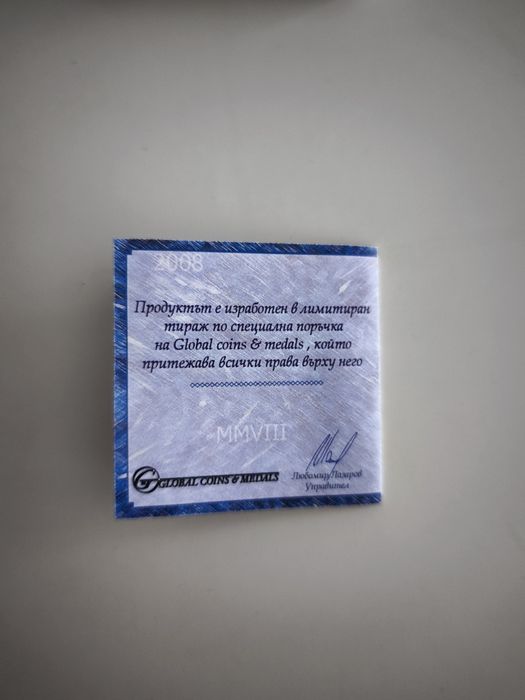 2008
Продуктът е изработен в лимитиран
тираж по специална поръчка
на Global coins & medals , който
притежава всички права върху него
MMVIII
GLOBAL COINS & MEDALS
Любомир Лазаров
Управител